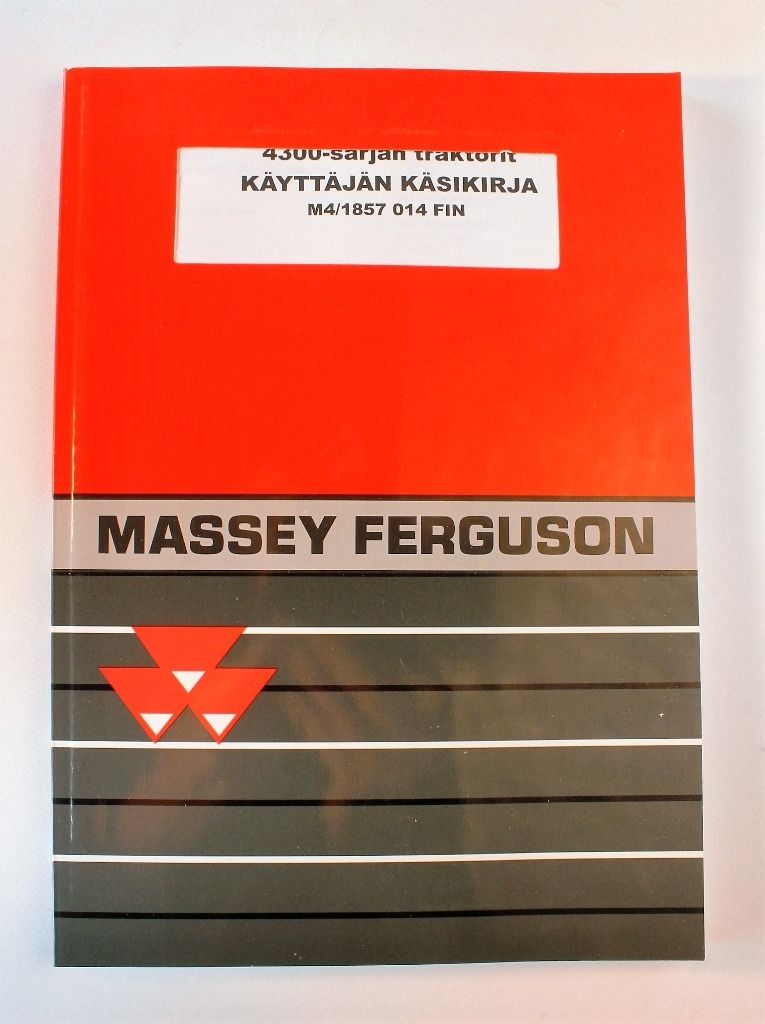 4300-sarjan traktorit
KÄYTTÄJÄN KÄSIKIRJA
M4/1857 014 FIN
MASSEY FERGUSON